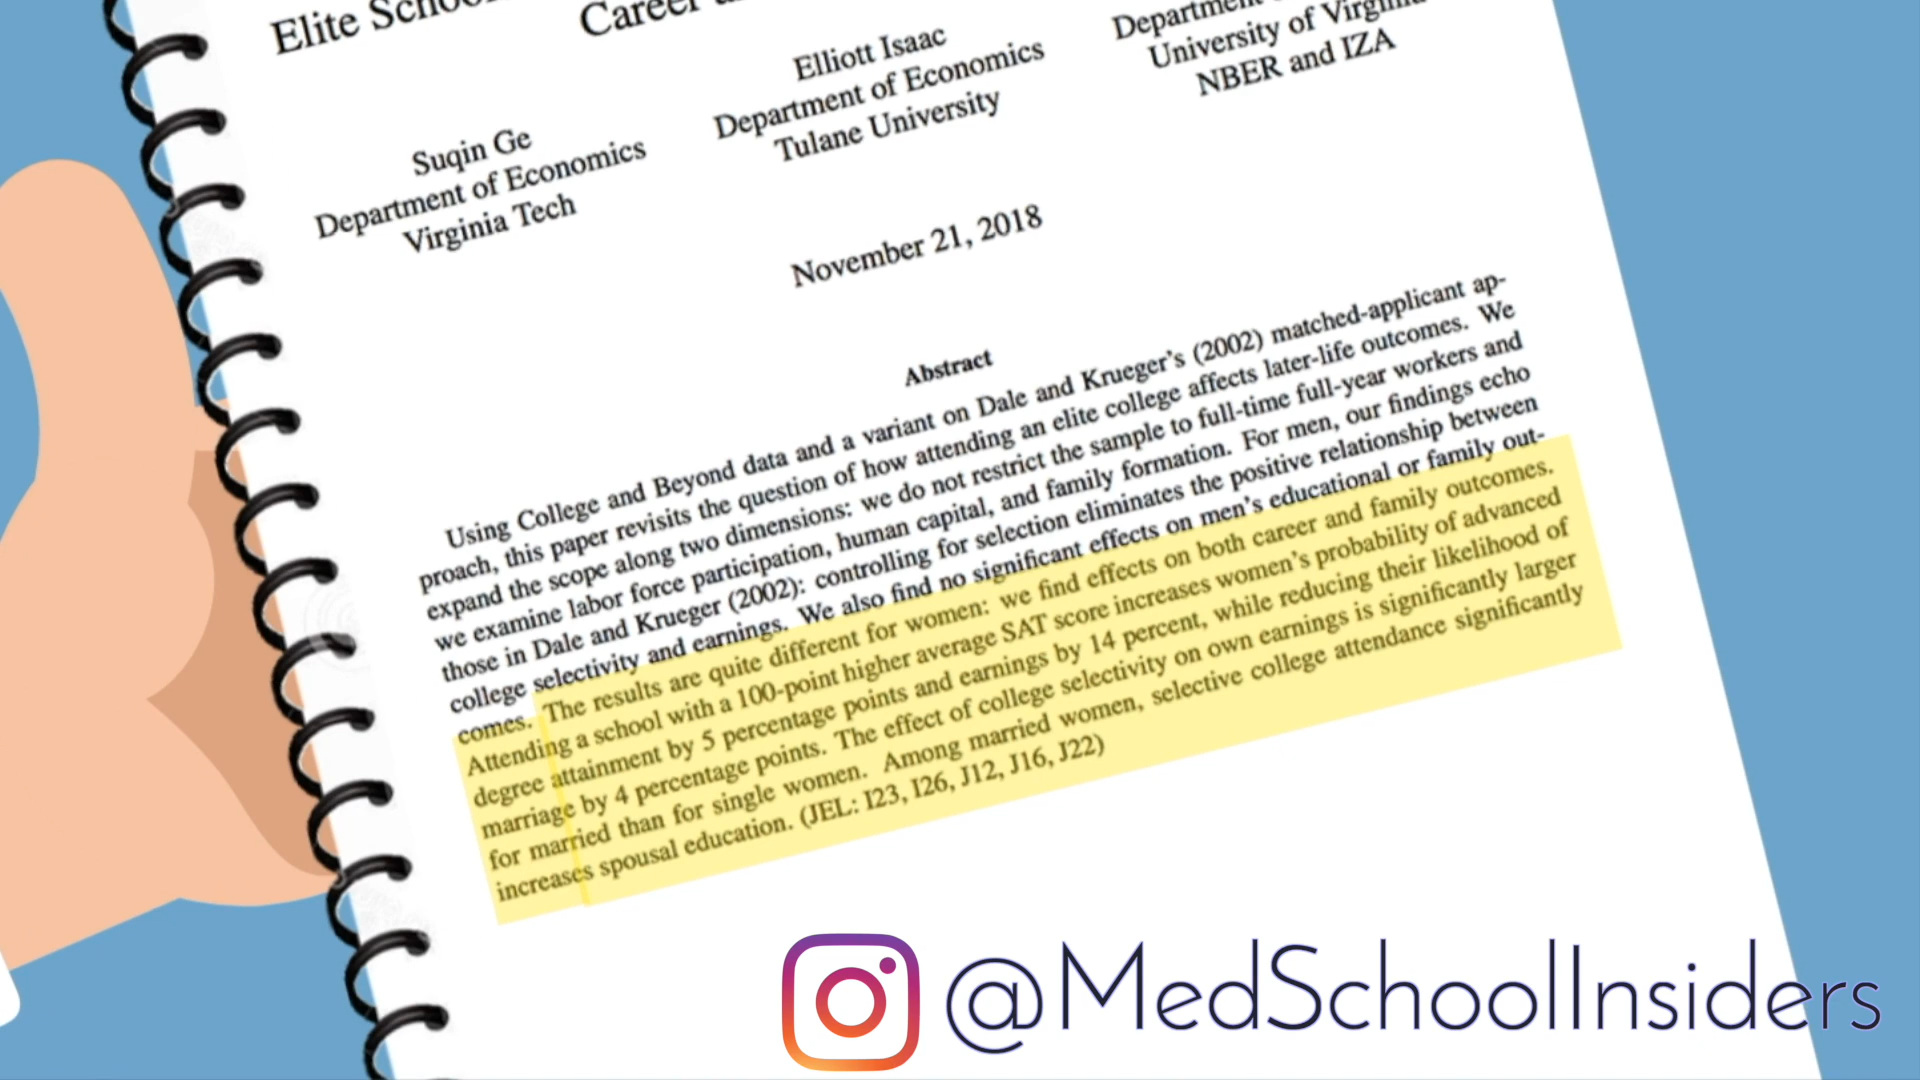 Elite School
Career
Suqin Ge
Department of Economics
Virginia Tech
Elliott Isaac
Department of Economics
Tulane University
Department
University of Virginia
NBER and IZA
November 21, 2018
Abstract
Using College and Beyond data and a variant on Dale and Krueger's (2002) matched-applicant ap-
proach, this paper revisits the question of how attending an elite college affects later-life outcomes. We
expand the scope along two dimensions: we do not restrict the sample to full-time full-year workers and
we examine labor force participation, human capital, and family formation. For men, our findings echo
those in Dale and Krueger (2002): controlling for selection eliminates the positive relationship between
college selectivity and earnings. We also find no significant effects on men's educational or family out-
comes. The results are quite different for women: we find effects on both career and family outcomes.
Attending a school with a 100-point higher average SAT score increases women's probability of advanced
degree attainment by 5 percentage points and earnings by 14 percent, while reducing their likelihood of
marriage by 4 percentage points. The effect of college selectivity on own earnings is significantly larger
for married than for single women. Among married women, selective college attendance significantly
increases spousal education. (JEL: I23, I26, J12, J16, J22)
@MedSchoolInsiders